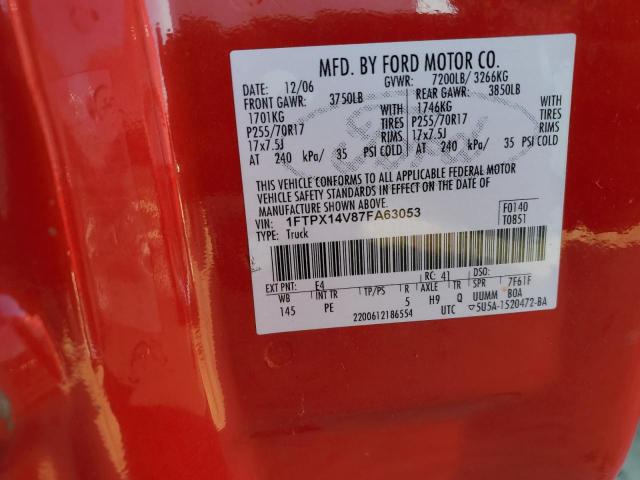 MFD. BY FORD MOTOR CO.
DATE: 12/06 GVWR: 7200LB/ 3266KG
FRONT GAWR: 3750LB REAR GAWR: 3850LB
1701KG 1746KG
P255/70R17 TIRES P255/70R17 TIRES
17x7.5J RIMS 17x7.5J RIMS
AT 240 kPa/ 35 PSI COLD AT 240 kPa/ 35 PSI COLD
THIS VEHICLE CONFORMS TO ALL APPLICABLE FEDERAL MOTOR
VEHICLE SAFETY STANDARDS IN EFFECT ON THE DATE OF
MANUFACTURE SHOWN ABOVE.
VIN: 1FTPX14V87FA63053 F0140
TYPE: Truck T0851
EXT PNT: E4 RC: 41 DSO:
WB INT TR TP/PS R AXLE TR SPR 7F61F
145 PE 5 H9 Q UUMM B0A
2200612186554 UTC 5U5A-1520472-BA
Ford